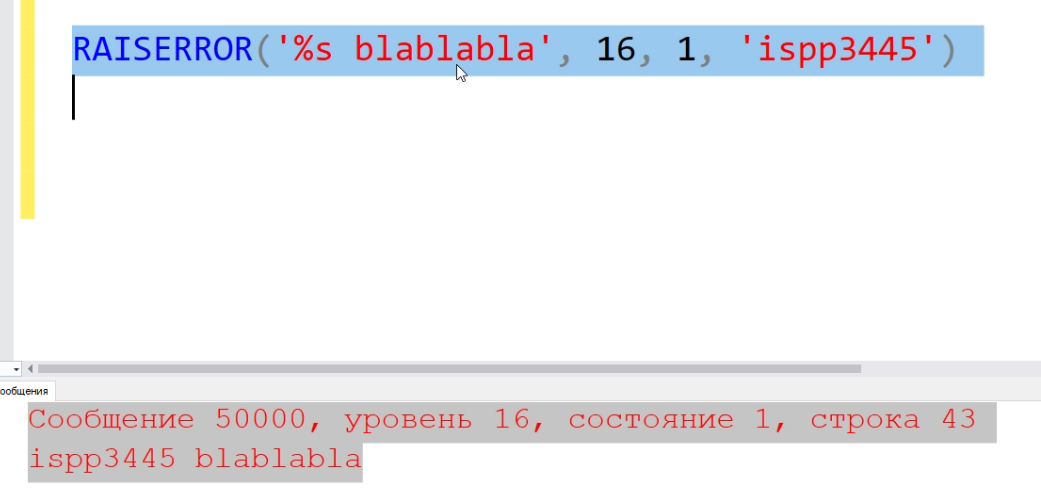 RAISERROR('%s blablabla', 16, 1, 'ispp3445')
ообщения
Сообщение 50000, уровень 16, состояние 1, строка 43
ispp3445 blablabla